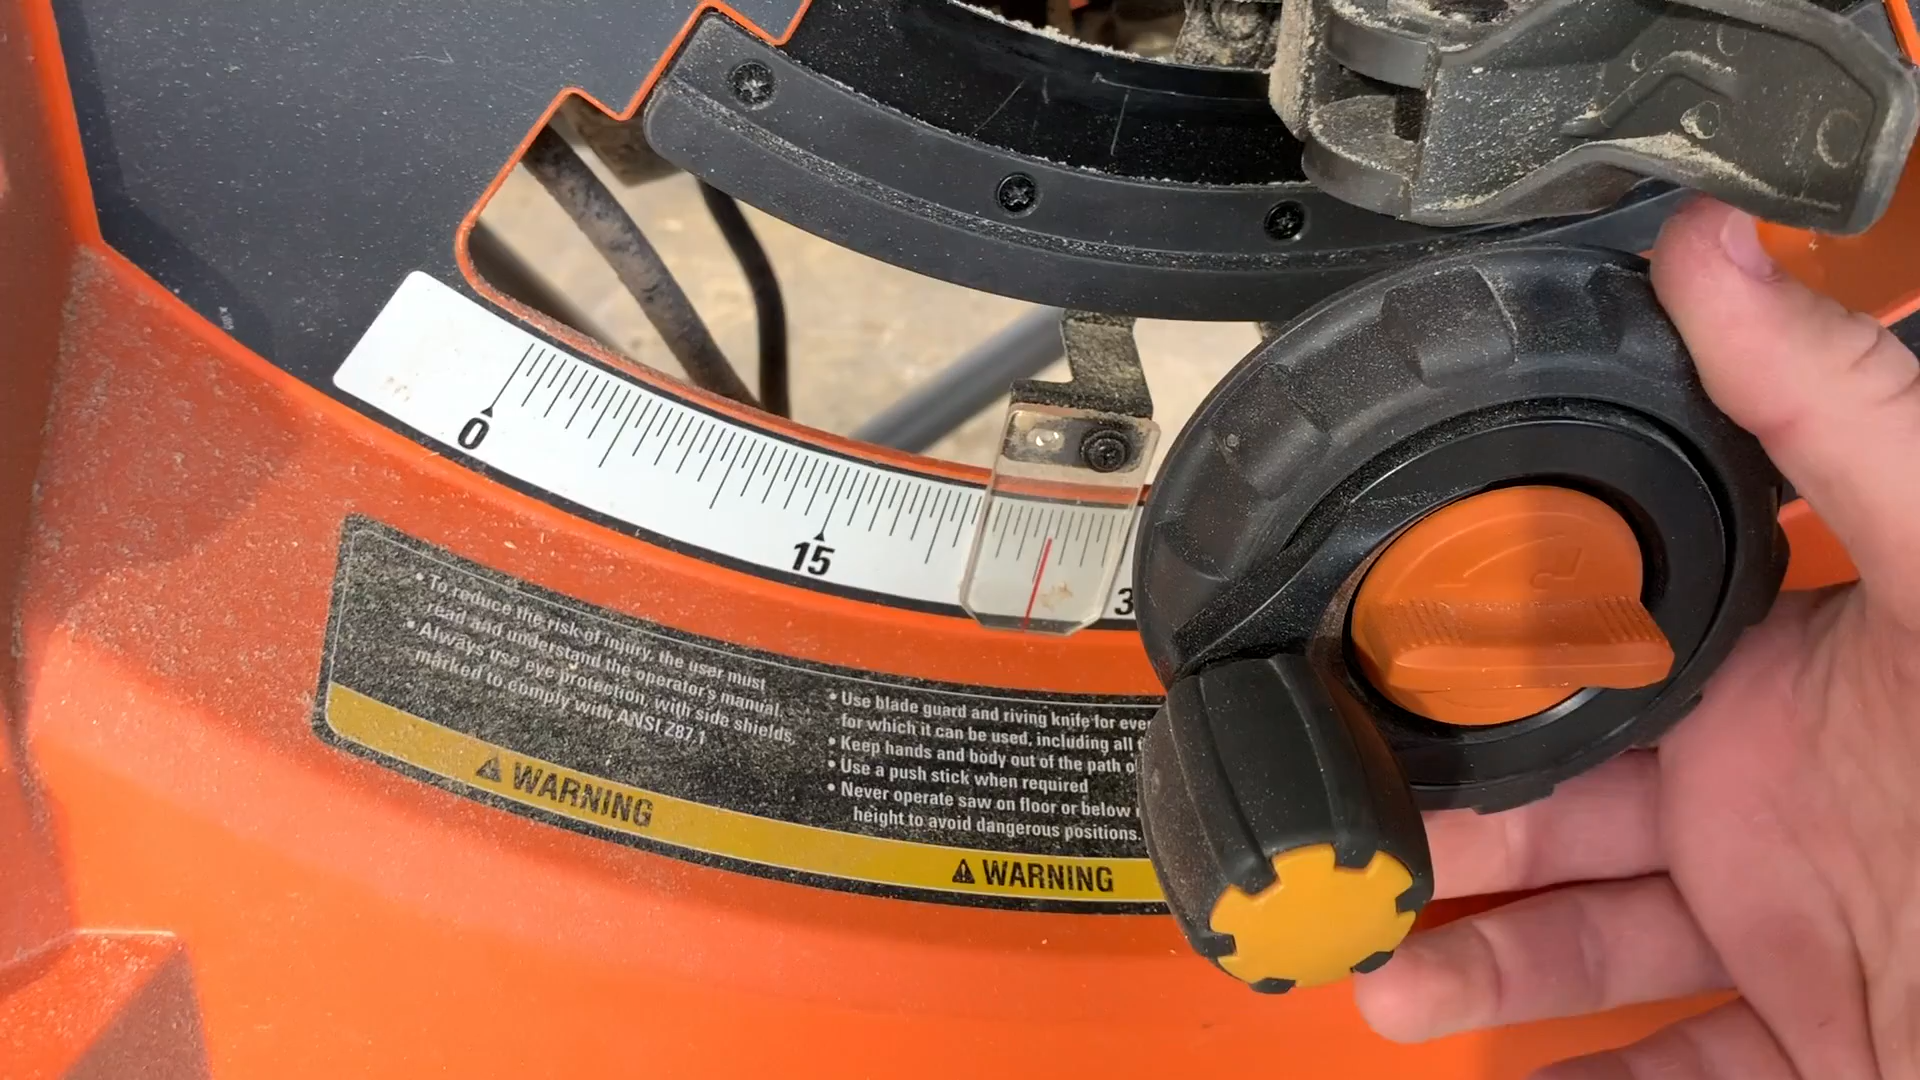 0
15
3
• To reduce the risk of injury, the user must
read and understand the operator's manual.
• Always use eye protection, with side shields,
marked to comply with ANSI Z87.1
WARNING
• Use blade guard and riving knife for ever
for which it can be used, including all
• Keep hands and body out of the path o
• Use a push stick when required
• Never operate saw on floor or below
height to avoid dangerous positions.
WARNING